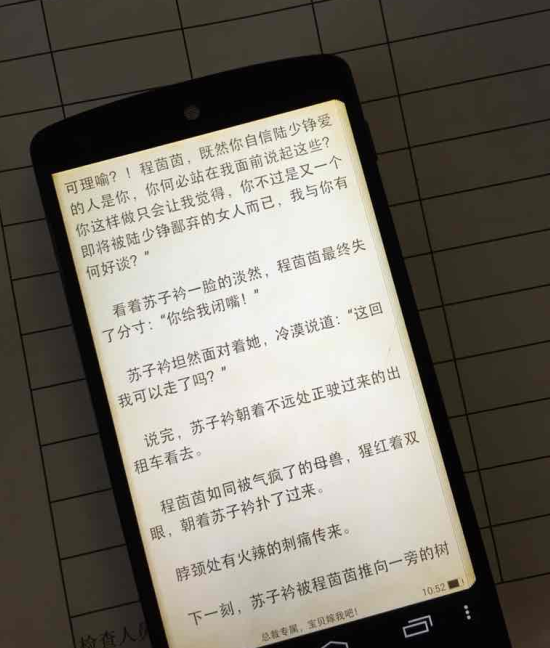 可理喻？！程茵茵，既然你自信陆少铮爱
的人是你，你何必站在我面前说起这些？
你这样做只会让我觉得，你不过是又一个
即将被陆少铮鄙弃的女人而已，我与你有
何好谈？”
看着苏子衿一脸的淡然，程茵茵最终失
了分寸：“你给我闭嘴！”
苏子衿坦然面对着她，冷漠说道：“这回
我可以走了吗？”
说完，苏子衿朝着不远处正驶过来的出
租车看去。
程茵茵如同被气疯了的母兽，猩红着双
眼，朝着苏子衿扑了过来。
脖颈处有火辣的刺痛传来。
下一刻，苏子衿被程茵茵推向一旁的树
10:52
总裁专属，宝贝嫁我吧！
检查人员